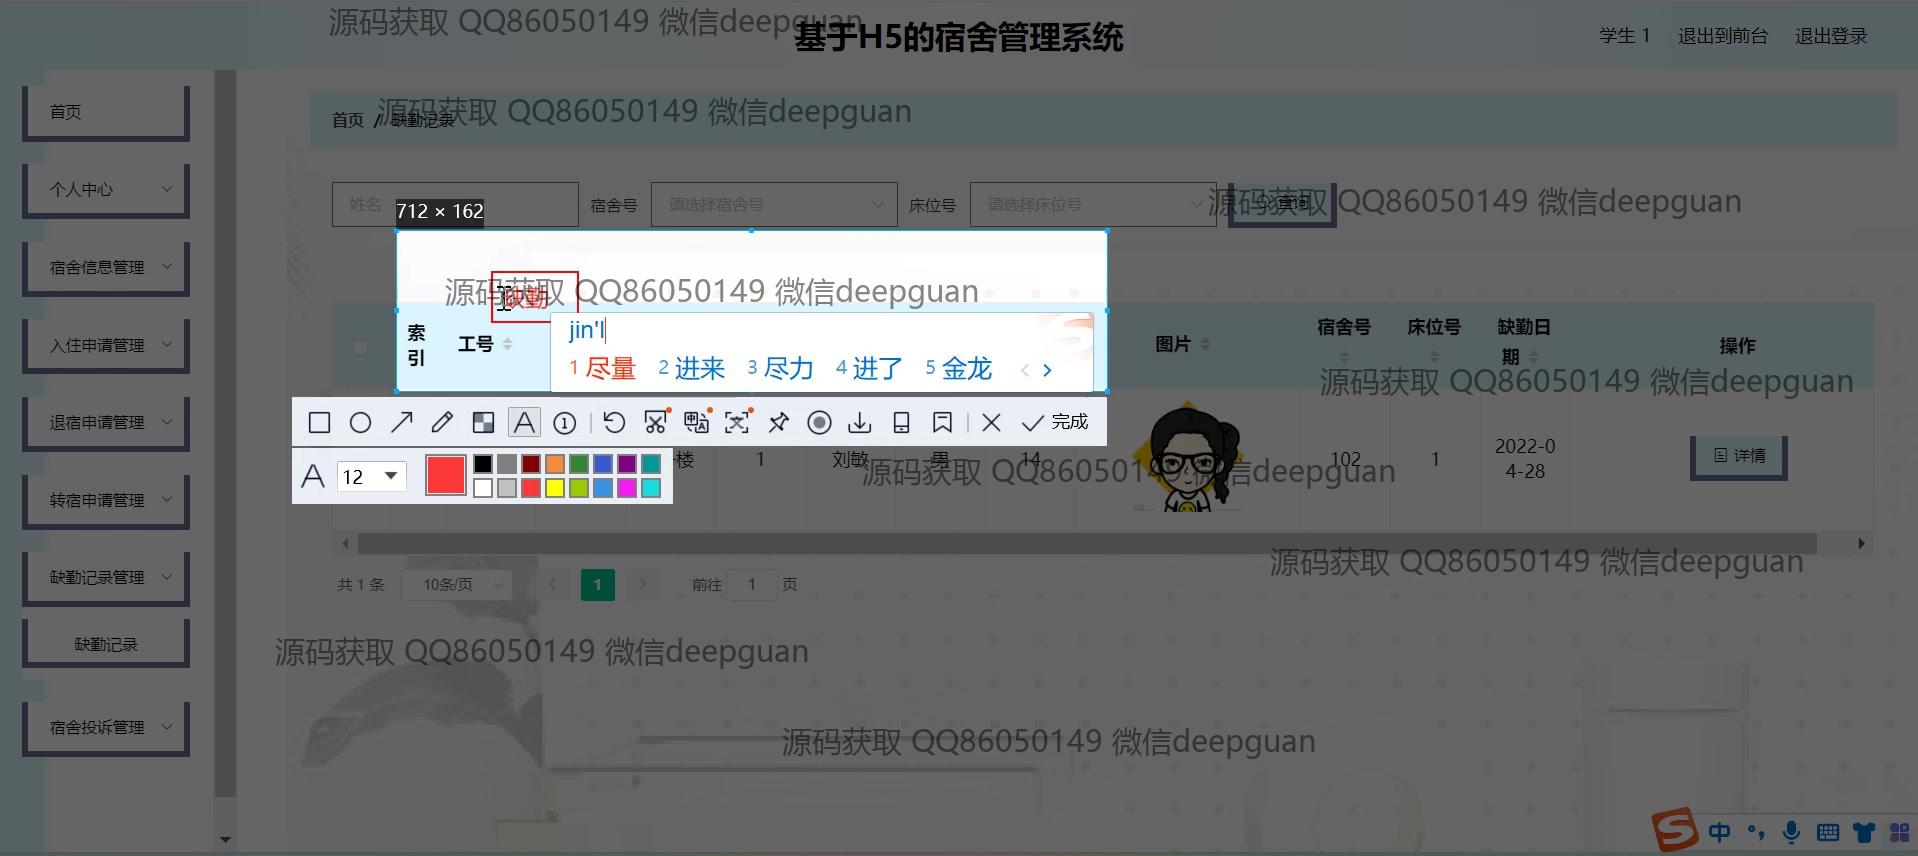 源码获取 QQ86050149 微信deepguan
基于H5的宿舍管理系统
学生 1 退出到前台 退出登录
首页
个人中心
宿舍信息管理
入住申请管理
退宿申请管理
转宿申请管理
缺勤记录管理
缺勤记录
宿舍投诉管理
首页 / 缺勤记录
源码获取 QQ86050149 微信deepguan
姓名 宿舍号 请选择宿舍号 床位号 请选择床位号 查询
源码获取 QQ86050149 微信deepguan
712 × 162
源码获取 QQ86050149 微信deepguan
缺勤
jin'l
1 尽量 2 进来 3 尽力 4 进了 5 金龙
索引 工号 图片 宿舍号 床位号 缺勤日期 操作
源码获取 QQ86050149 微信deepguan
完成
12
楼 1 刘敏 男 14 102 1 2022-04-28 详情
源码获取 QQ86050149 微信deepguan
源码获取 QQ86050149 微信deepguan
共 1 条 10条/页 1 前往 1 页
源码获取 QQ86050149 微信deepguan
源码获取 QQ86050149 微信deepguan
中